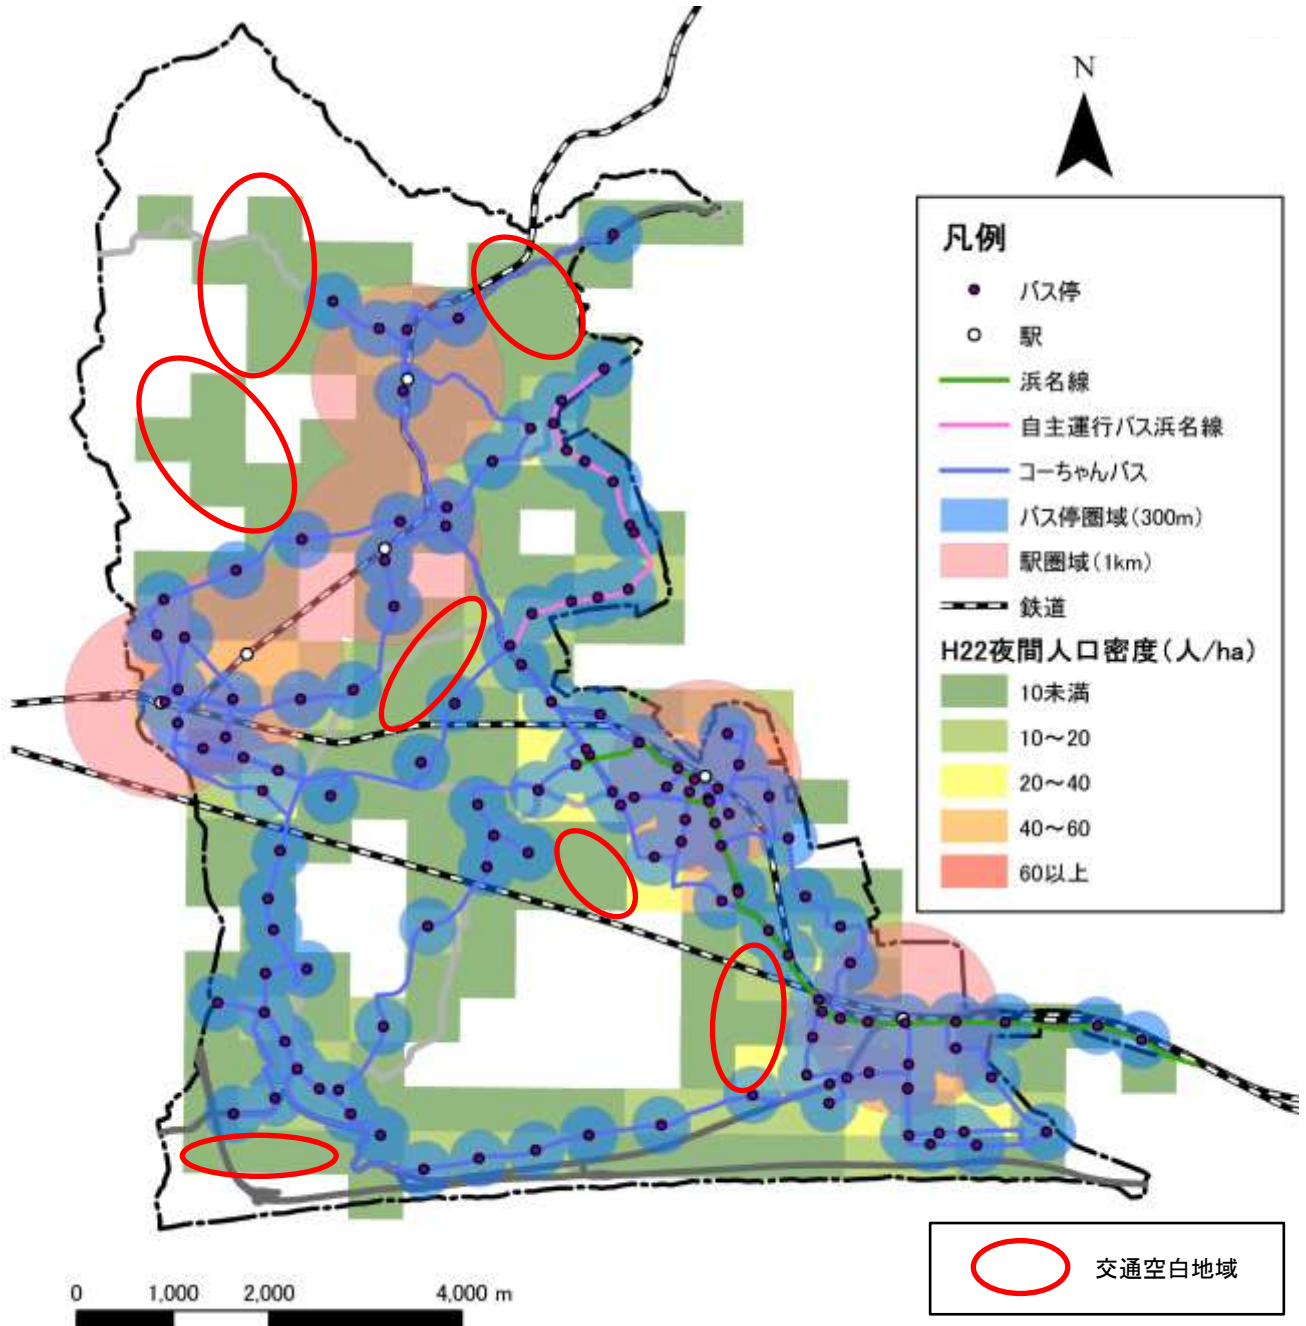 N
凡例
バス停
駅
浜名線
自主運行バス浜名線
コーちゃんバス
バス停圏域(300m)
駅圏域(1km)
鉄道
H22夜間人口密度(人/ha)
10未満
10～20
20～40
40～60
60以上
交通空白地域
0 1,000 2,000 4,000 m